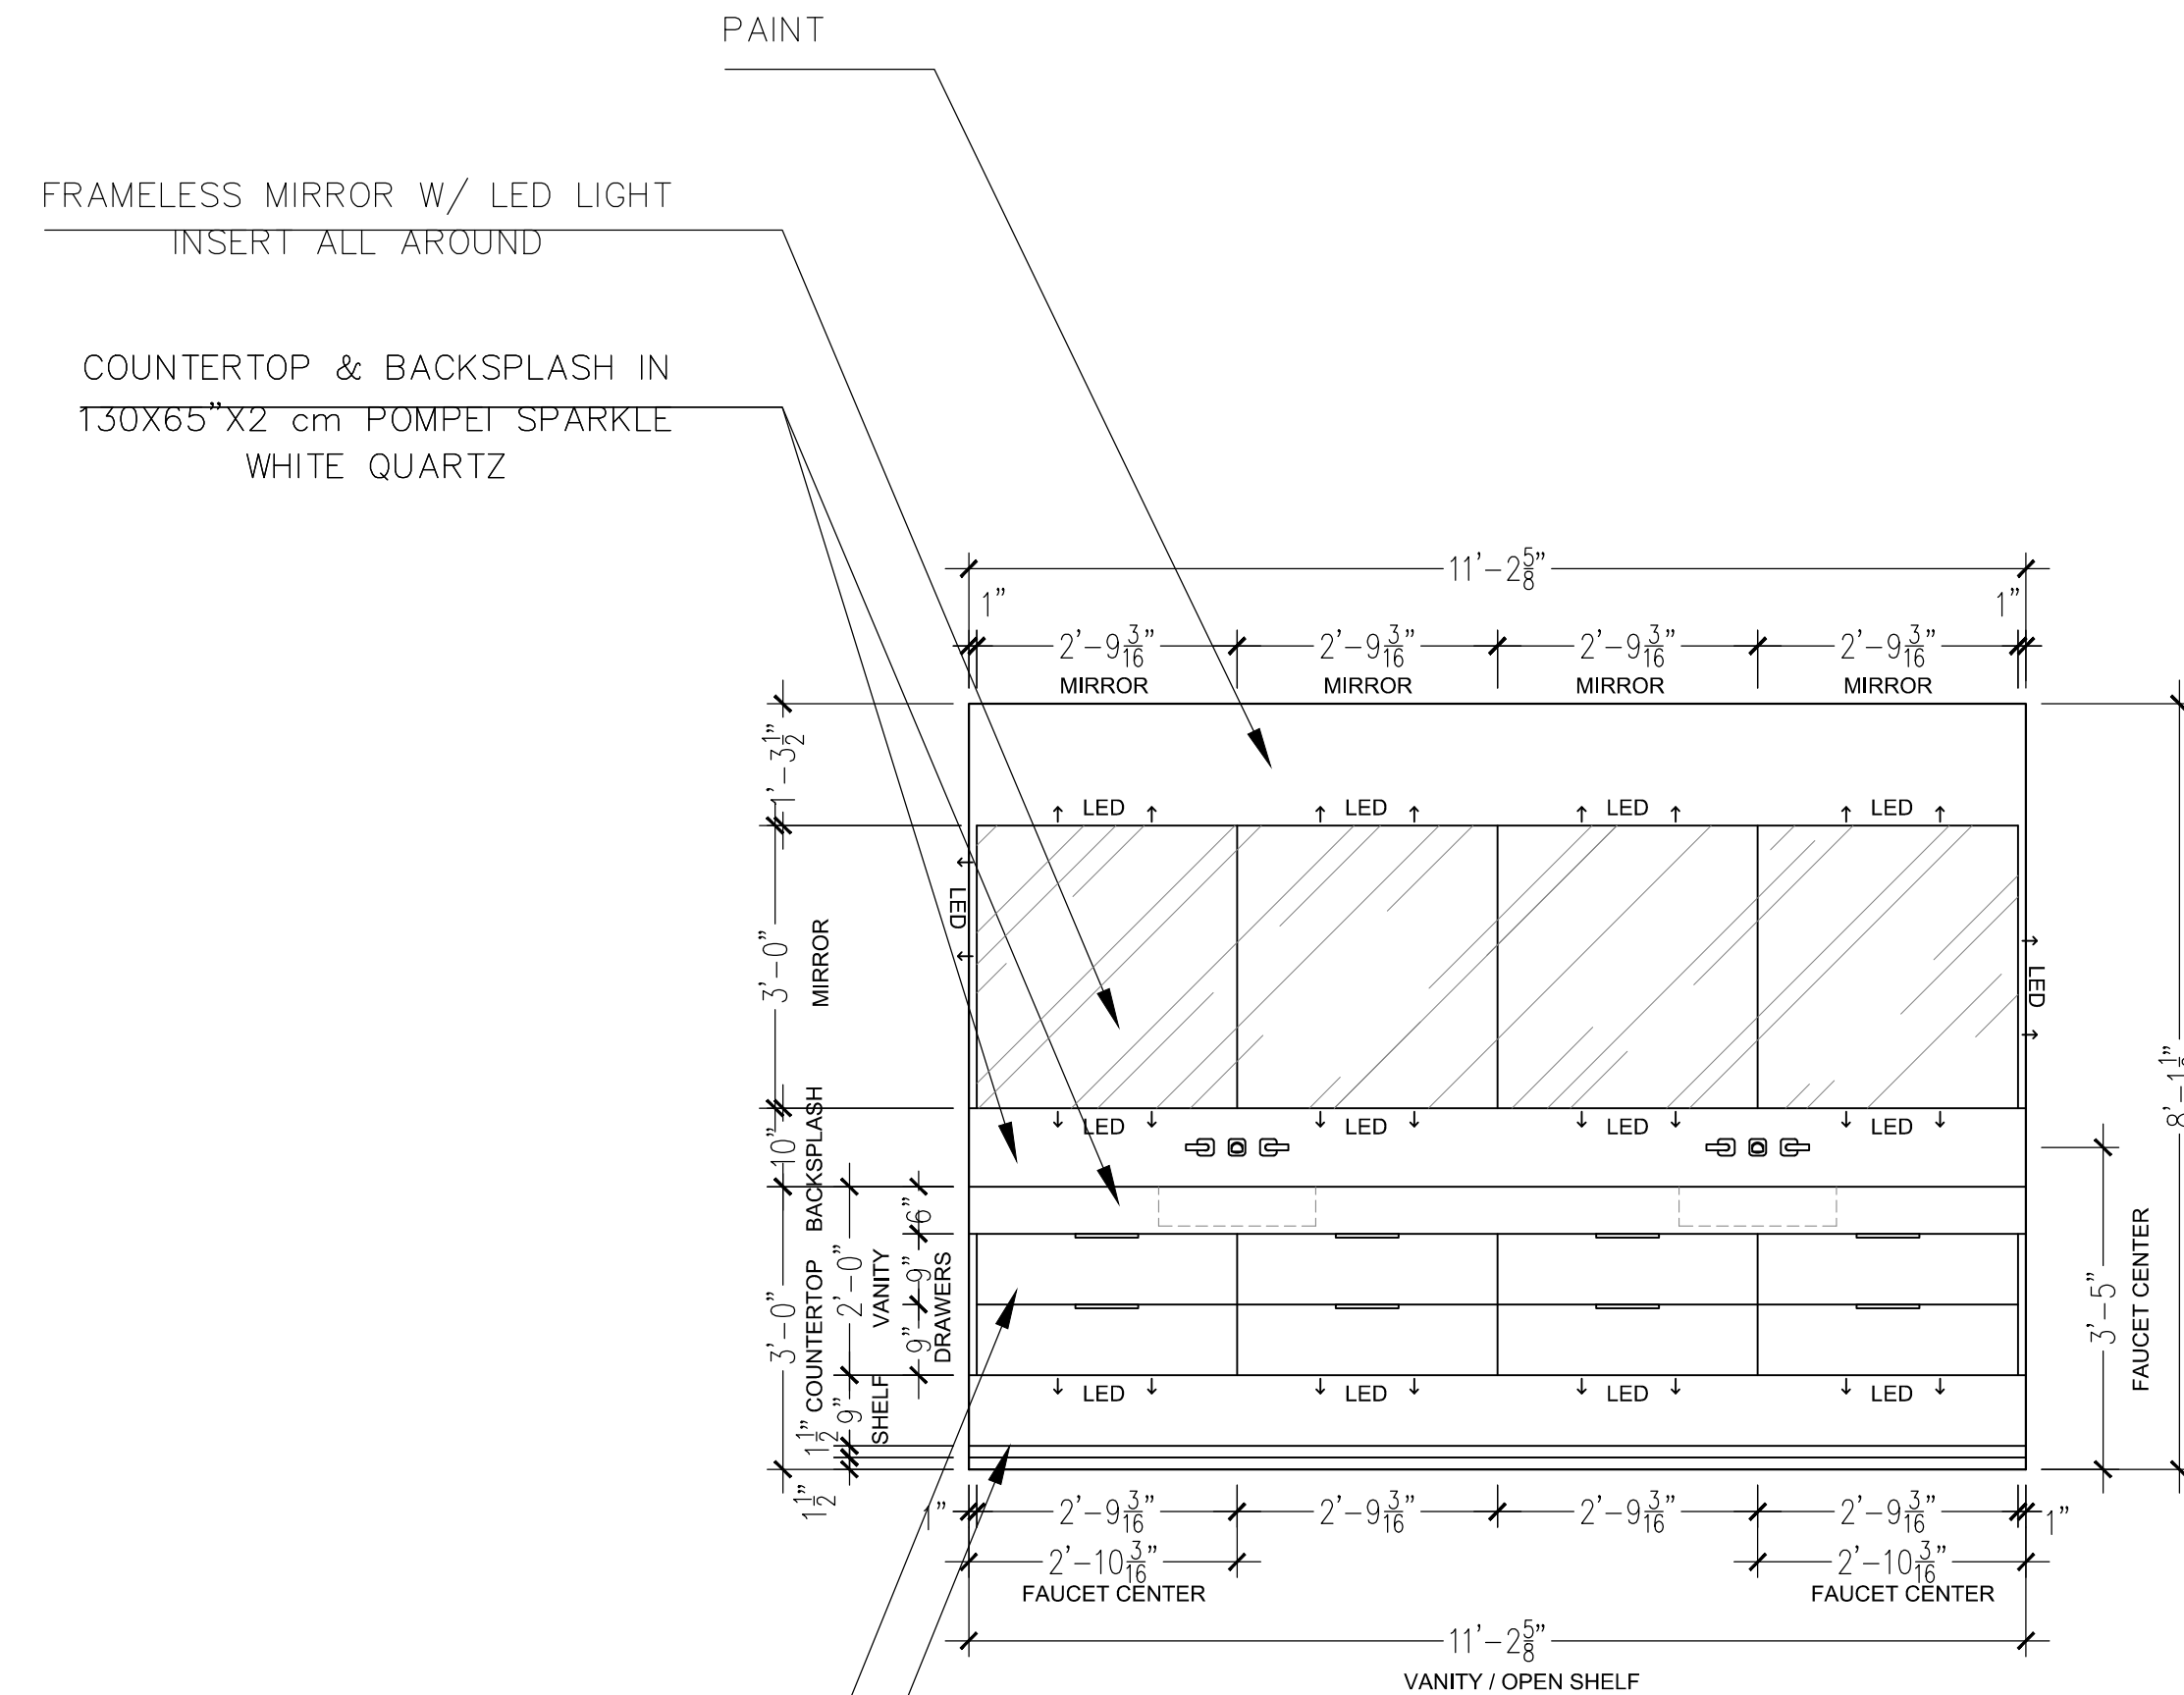 PAINT
FRAMELESS MIRROR W/ LED LIGHT
INSERT ALL AROUND
COUNTERTOP & BACKSPLASH IN
130X65"X2 cm POMPEI SPARKLE
WHITE QUARTZ
11'-2 5/8"
1" 1"
2'-9 3/16" 2'-9 3/16" 2'-9 3/16" 2'-9 3/16"
MIRROR MIRROR MIRROR MIRROR
1'-3 1/2"
LED LED LED LED
LED
3'-0"
MIRROR
LED
LED LED LED LED
10"
BACKSPLASH
3'-0"
COUNTERTOP
2'-0"
VANITY
6"
9"
9"
DRAWERS
9"
SHELF
1 1/2"
1 1/2"
LED LED LED LED
3'-5"
FAUCET CENTER
1" 2'-9 3/16" 2'-9 3/16" 2'-9 3/16" 2'-9 3/16" 1"
2'-10 3/16" 2'-10 3/16"
FAUCET CENTER FAUCET CENTER
11'-2 5/8"
VANITY / OPEN SHELF